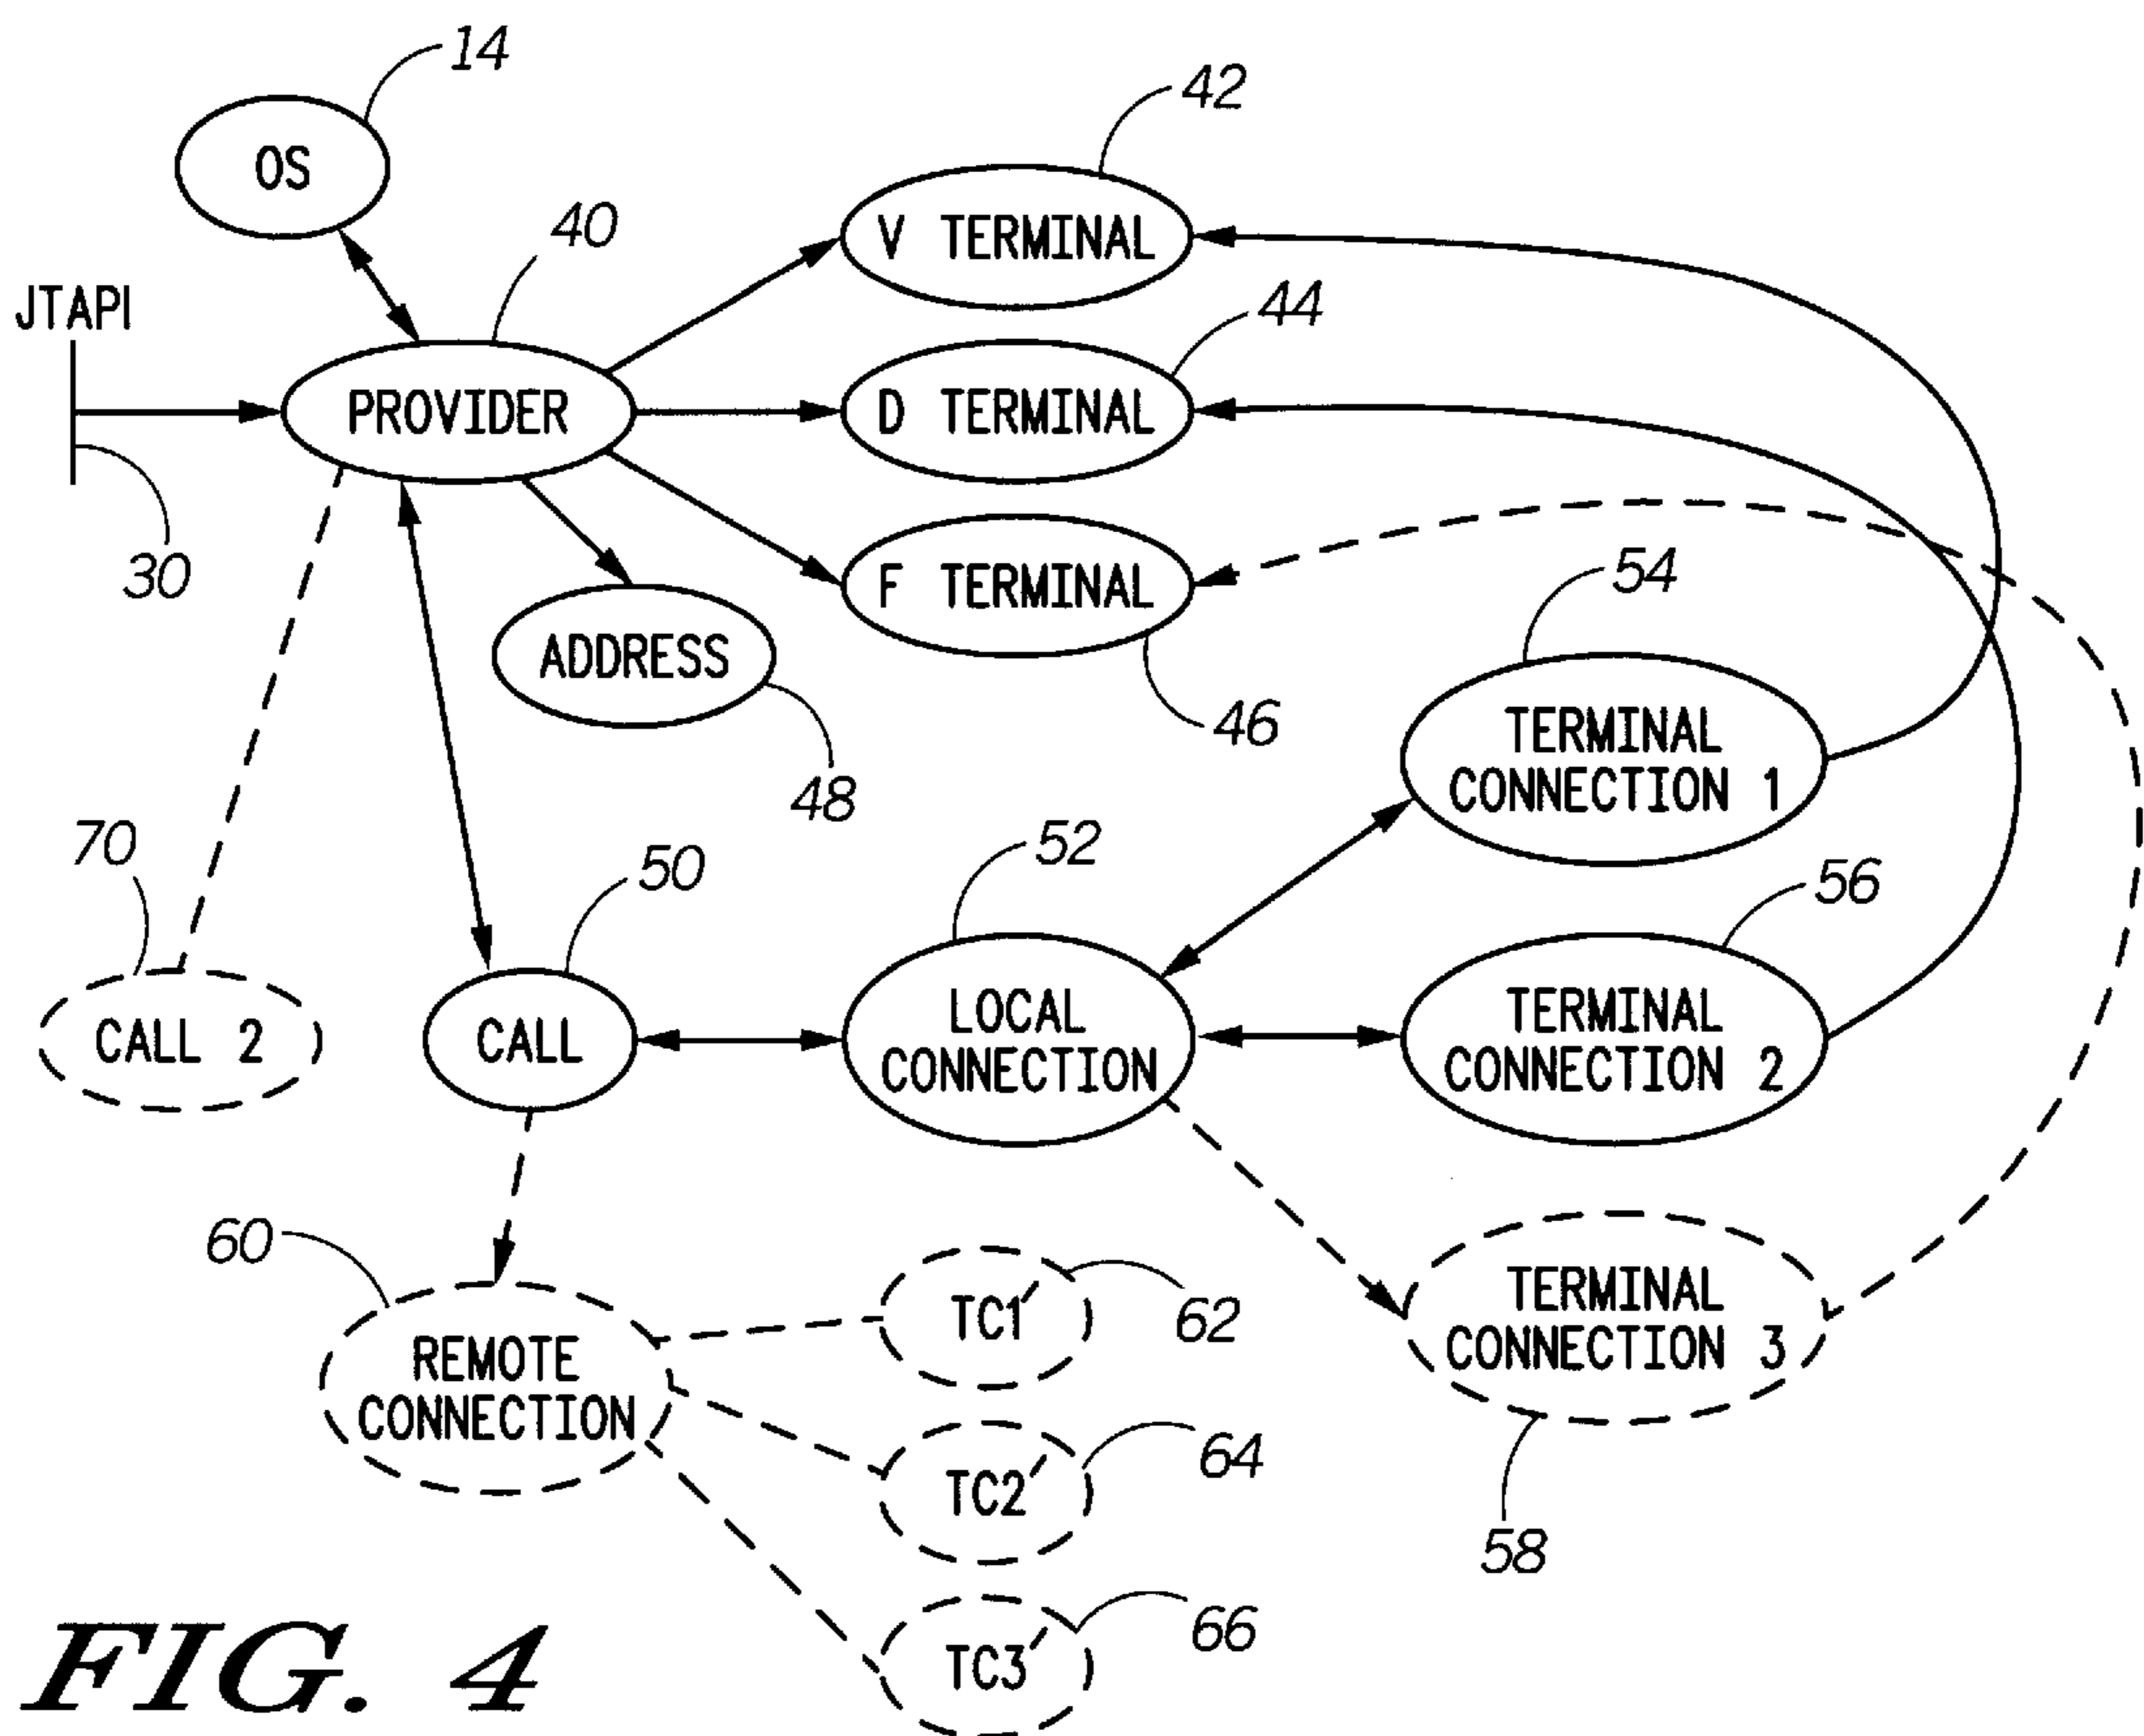 14
42
OS
40
V TERMINAL
44
JTAPI
PROVIDER
D TERMINAL
30
F TERMINAL
54
ADDRESS
46
48
TERMINAL
CONNECTION 1
70
50
52
56
CALL 2
CALL
LOCAL
CONNECTION
TERMINAL
CONNECTION 2
60
TC1'
62
TERMINAL
CONNECTION 3
REMOTE
CONNECTION
TC2'
64
58
TC3'
66
FIG. 4